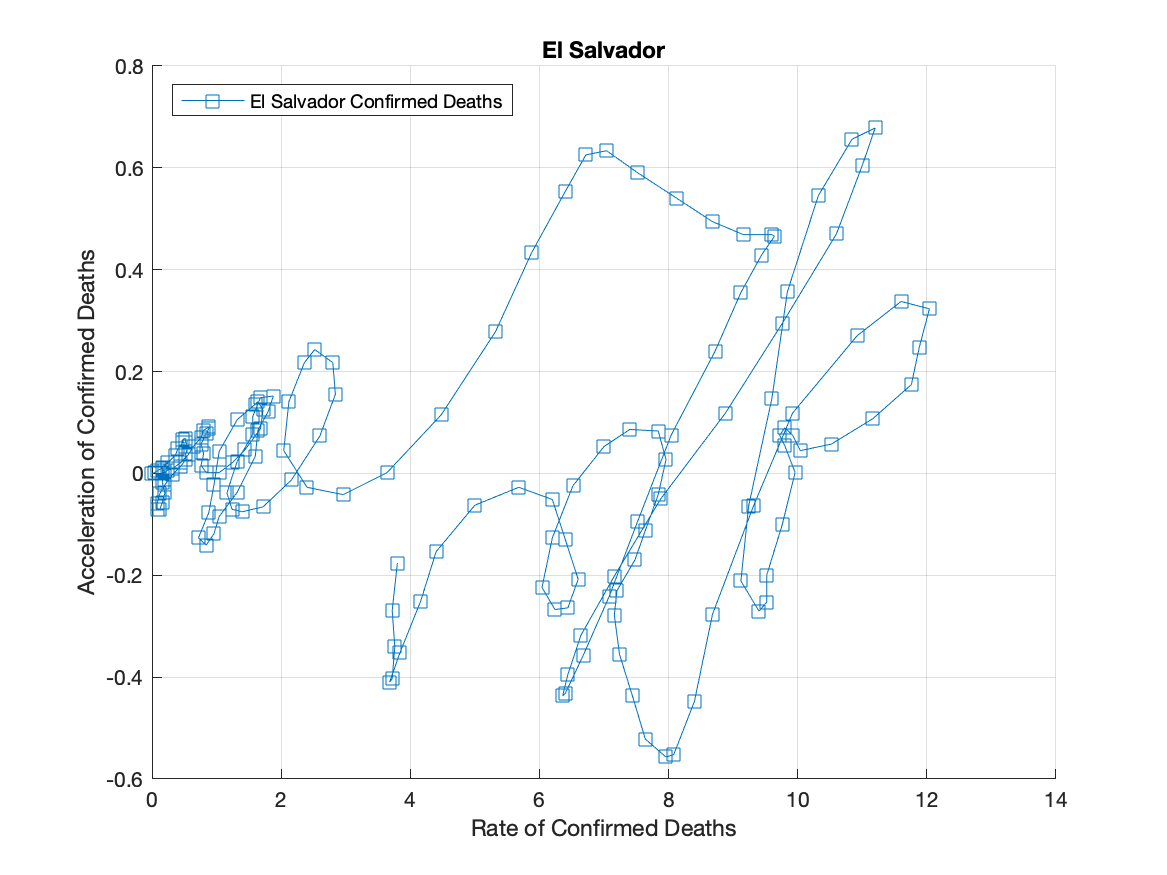 El Salvador
El Salvador Confirmed Deaths
0.8
0.6
0.4
0.2
0
-0.2
-0.4
-0.6
Acceleration of Confirmed Deaths
0 2 4 6 8 10 12 14
Rate of Confirmed Deaths